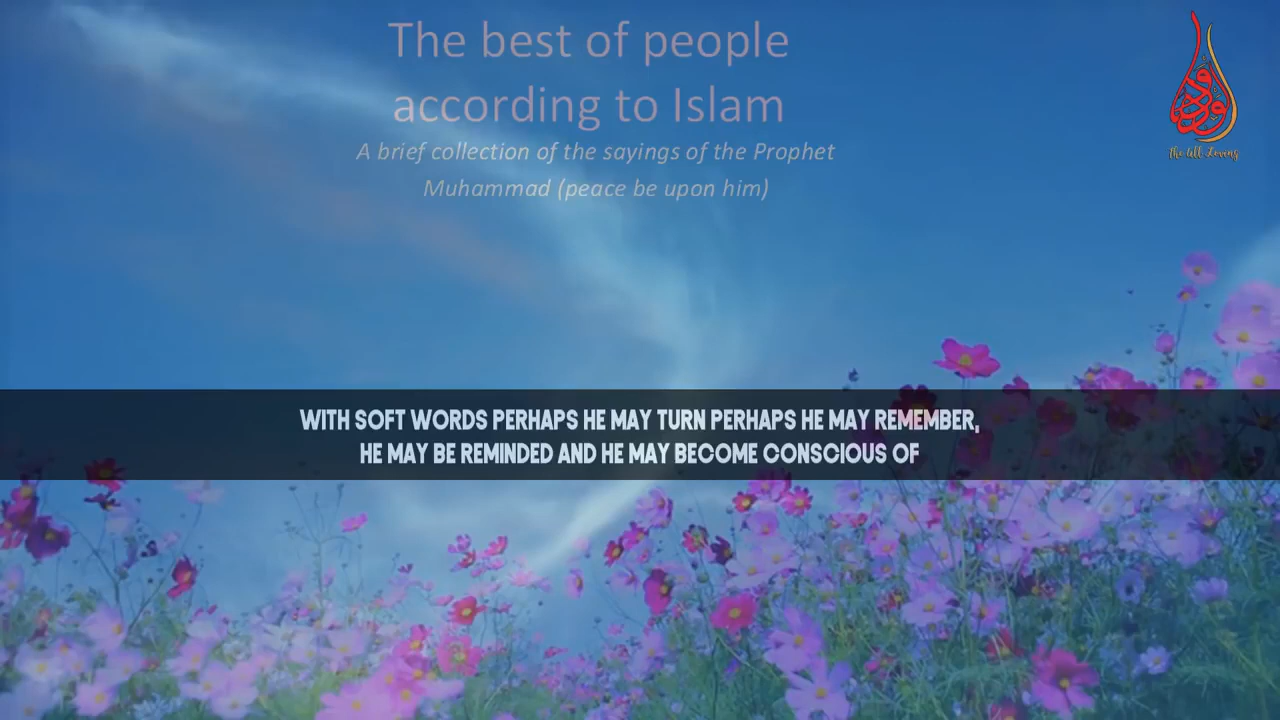 The best of people
according to Islam
A brief collection of the sayings of the Prophet
Muhammad (peace be upon him)
The All Loving
WITH SOFT WORDS PERHAPS HE MAY TURN PERHAPS HE MAY REMEMBER,
HE MAY BE REMINDED AND HE MAY BECOME CONSCIOUS OF